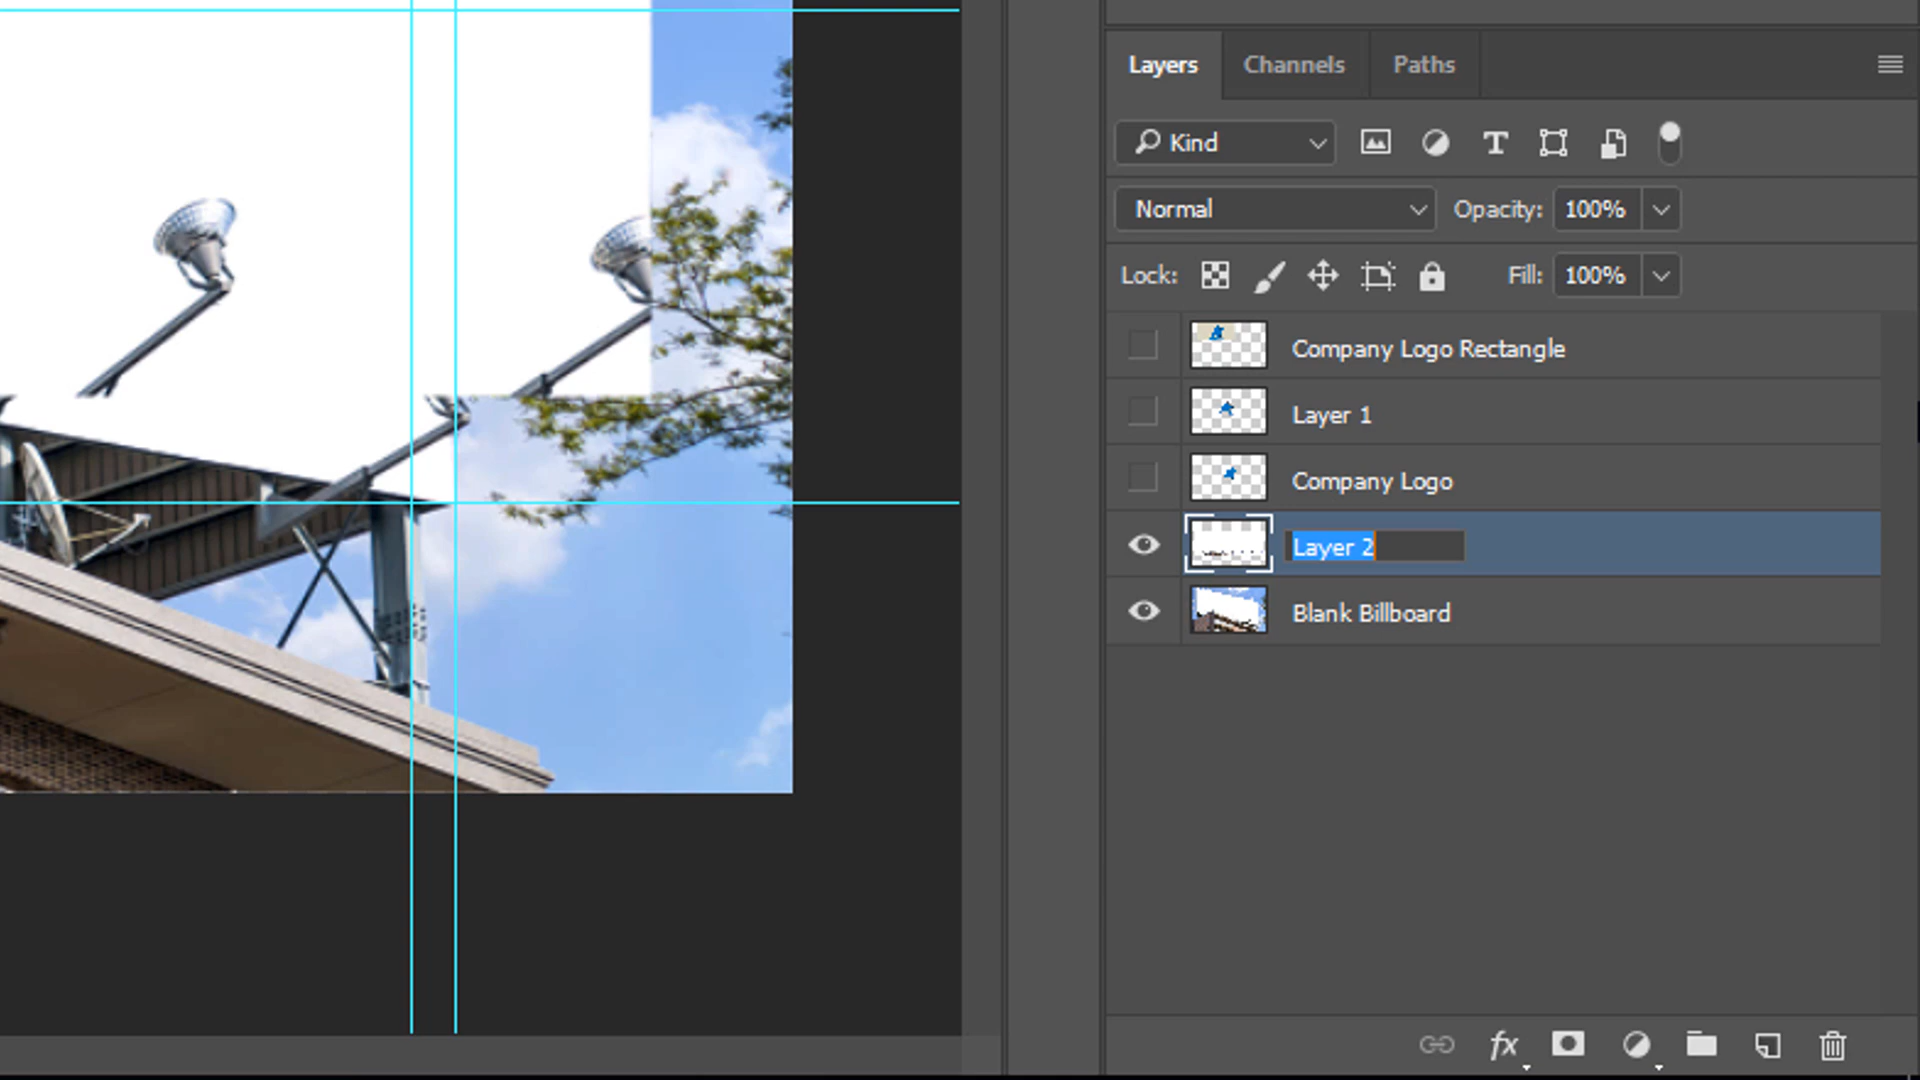 Layers Channels Paths
Kind
Normal Opacity: 100%
Lock: Fill: 100%
Company Logo Rectangle
Layer 1
Company Logo
Layer 2
Blank Billboard
fx